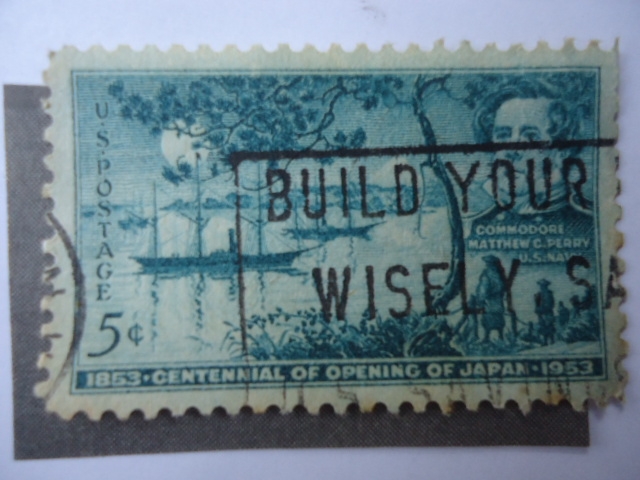 U.S. POSTAGE
5¢
BUILD YOUR
WISELY
COMMODORE
MATTHEW C. PERRY
U.S. NAVY
1853 · CENTENNIAL OF OPENING OF JAPAN · 1953